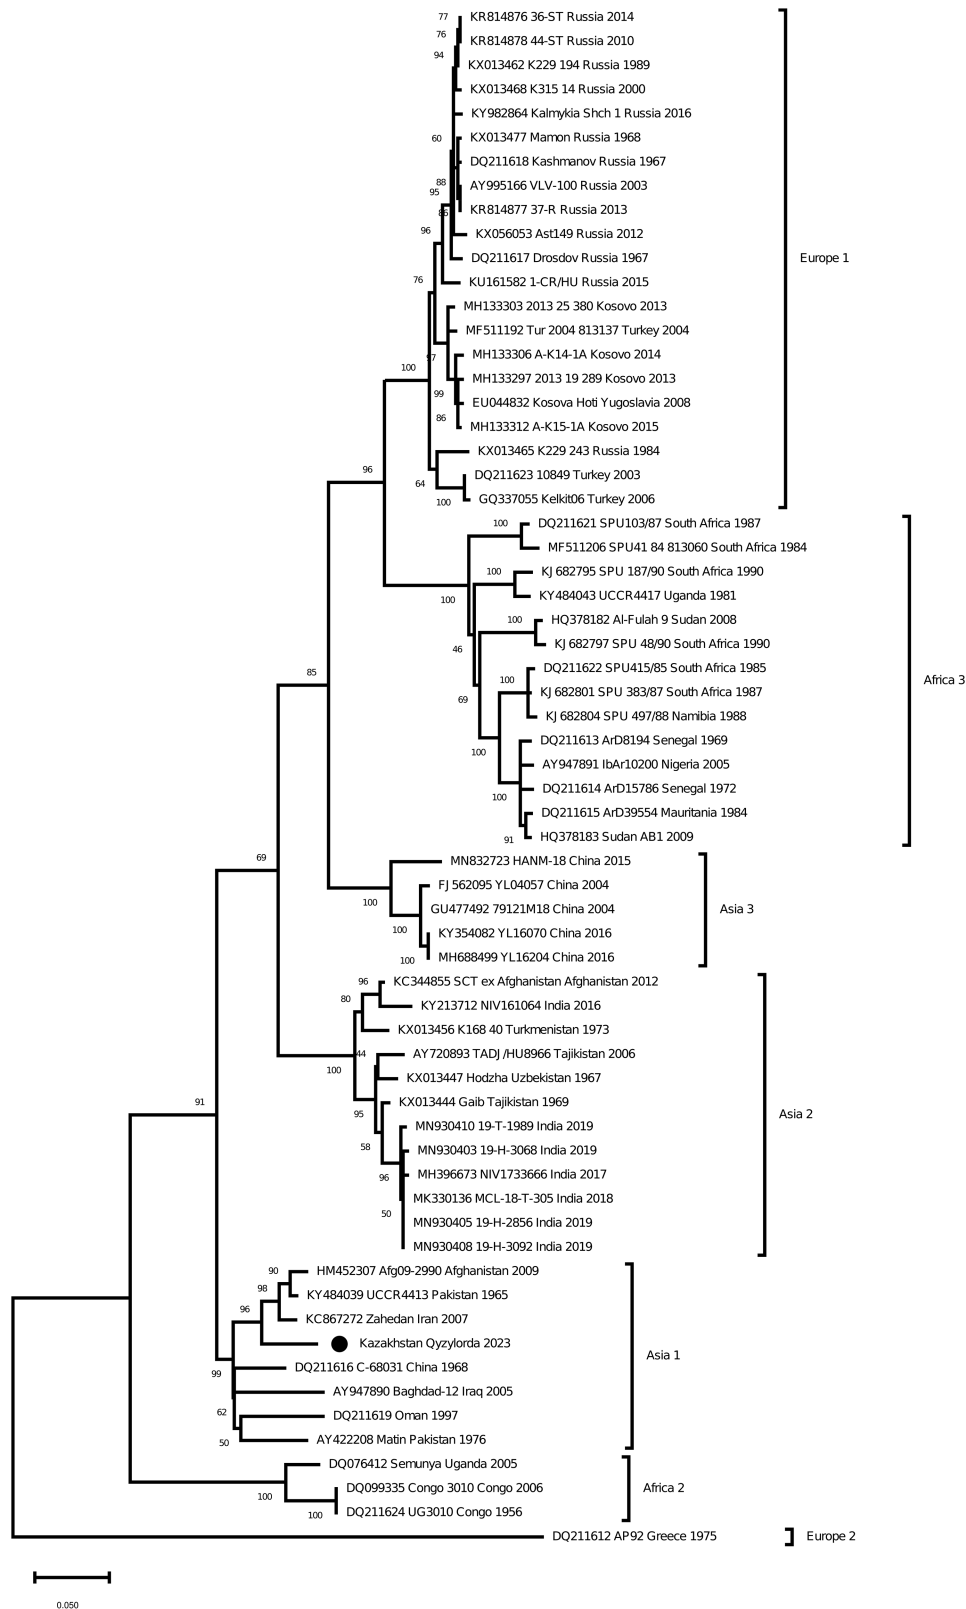 77
KR814876 36-ST Russia 2014
76
KR814878 44-ST Russia 2010
94
KX013462 K229 194 Russia 1989
KX013468 K315 14 Russia 2000
KY982864 Kalmykia Shch 1 Russia 2016
60
KX013477 Mamon Russia 1968
DQ211618 Kashmanov Russia 1967
88
AY995166 VLV-100 Russia 2003
95
KR814877 37-R Russia 2013
96
KX056053 Ast149 Russia 2012
DQ211617 Drosdov Russia 1967
Europe 1
76
KU161582 1-CR/HU Russia 2015
MH133303 2013 25 380 Kosovo 2013
MF511192 Tur 2004 813137 Turkey 2004
97
MH133306 A-K14-1A Kosovo 2014
100
MH133297 2013 19 289 Kosovo 2013
99
EU044832 Kosova Hoti Yugoslavia 2008
86
MH133312 A-K15-1A Kosovo 2015
KX013465 K229 243 Russia 1984
96
DQ211623 10849 Turkey 2003
64
GQ337055 Kelkit06 Turkey 2006
100
DQ211621 SPU103/87 South Africa 1987
100
MF511206 SPU41 84 813060 South Africa 1984
KJ682795 SPU 187/90 South Africa 1990
100
KY484043 UCCR4417 Uganda 1981
100
HQ378182 Al-Fulah 9 Sudan 2008
100
KJ682797 SPU 48/90 South Africa 1990
46
DQ211622 SPU415/85 South Africa 1985
85
100
Africa 3
KJ682801 SPU 383/87 South Africa 1987
69
KJ682804 SPU 497/88 Namibia 1988
DQ211613 ArD8194 Senegal 1969
100
AY947891 IbAr10200 Nigeria 2005
DQ211614 ArD15786 Senegal 1972
100
DQ211615 ArD39554 Mauritania 1984
HQ378183 Sudan AB1 2009
91
69
MN832723 HANM-18 China 2015
FJ562095 YL04057 China 2004
100
GU477492 79121M18 China 2004
Asia 3
100
KY354082 YL16070 China 2016
MH688499 YL16204 China 2016
100
96
KC344855 SCT ex Afghanistan Afghanistan 2012
80
KY213712 NIV161064 India 2016
KX013456 K168 40 Turkmenistan 1973
44
AY720893 TADJ/HU8966 Tajikistan 2006
100
KX013447 Hodzha Uzbekistan 1967
91
KX013444 Gaib Tajikistan 1969
95
Asia 2
MN930410 19-T-1989 India 2019
58
MN930403 19-H-3068 India 2019
96
MH396673 NIV1733666 India 2017
MK330136 MCL-18-T-305 India 2018
50
MN930405 19-H-2856 India 2019
MN930408 19-H-3092 India 2019
90
HM452307 Afg09-2990 Afghanistan 2009
98
KY484039 UCCR4413 Pakistan 1965
96
KC867272 Zahedan Iran 2007
Kazakhstan Qyzylorda 2023
Asia 1
99
DQ211616 C-68031 China 1968
AY947890 Baghdad-12 Iraq 2005
62
DQ211619 Oman 1997
50
AY422208 Matin Pakistan 1976
DQ076412 Semunya Uganda 2005
Africa 2
100
DQ099335 Congo 3010 Congo 2006
100
DQ211624 UG3010 Congo 1956
DQ211612 AP92 Greece 1975
Europe 2
0.050